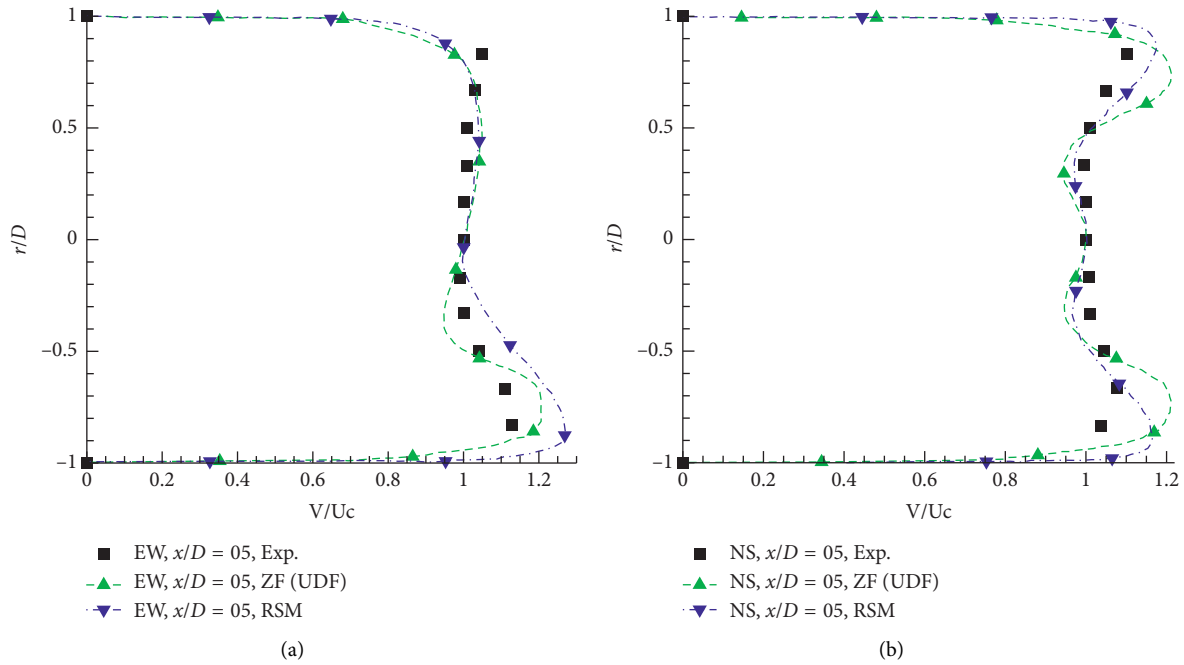 1
0.5
0
−0.5
−1
r/D
0
0.2
0.4
0.6
0.8
1
1.2
V/Uc
EW, x/D = 05, Exp.
EW, x/D = 05, ZF (UDF)
EW, x/D = 05, RSM
(a)
1
0.5
0
−0.5
−1
r/D
0
0.2
0.4
0.6
0.8
1
1.2
V/Uc
NS, x/D = 05, Exp.
NS, x/D = 05, ZF (UDF)
NS, x/D = 05, RSM
(b)